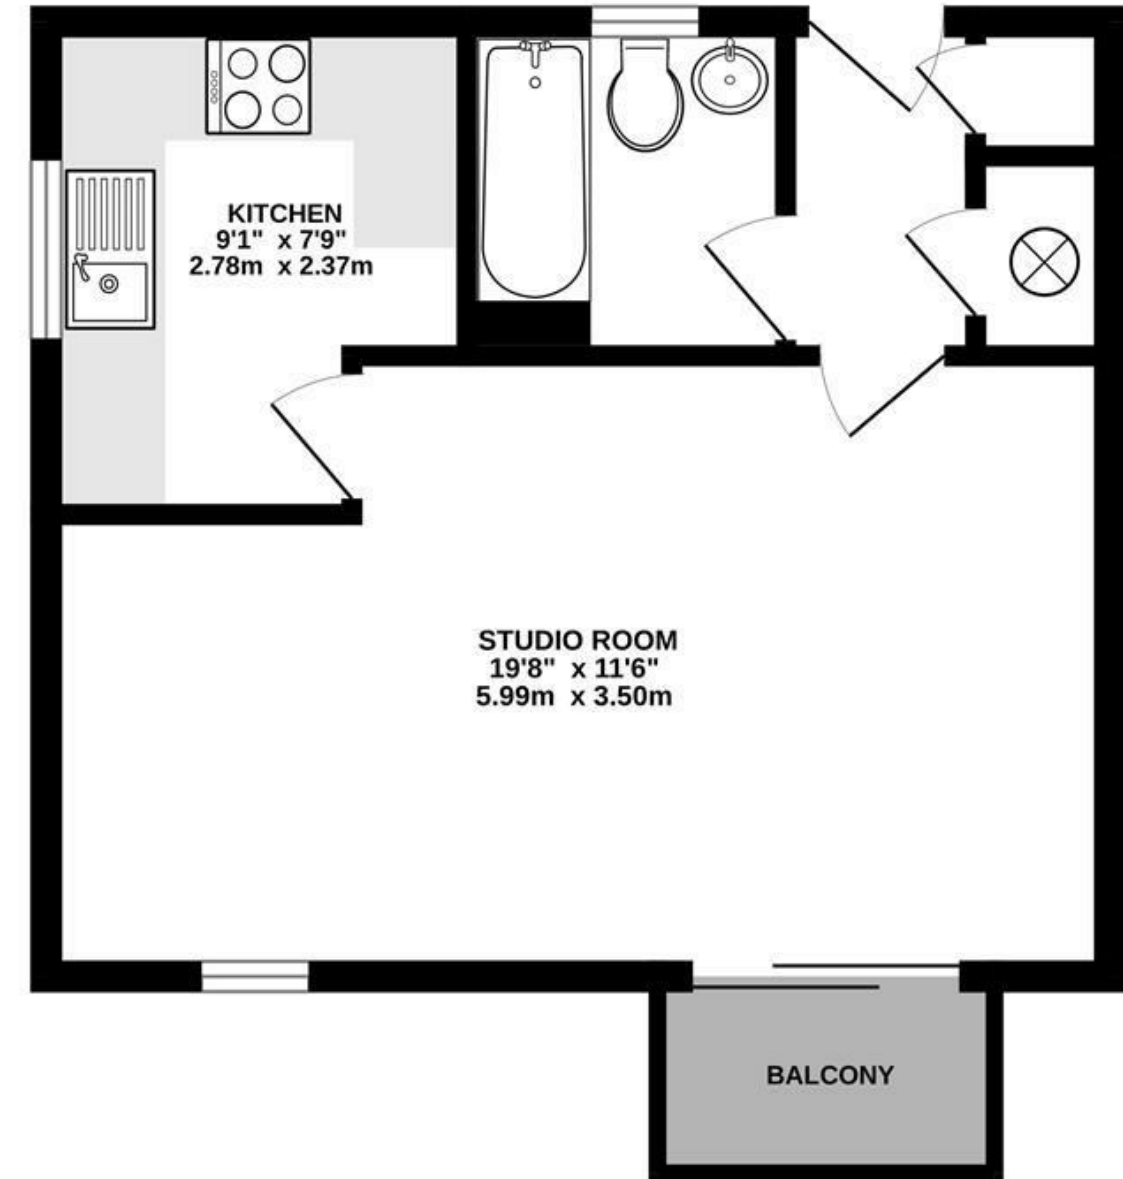 KITCHEN
9'1" x 7'9"
2.78m x 2.37m
STUDIO ROOM
19'8" x 11'6"
5.99m x 3.50m
BALCONY